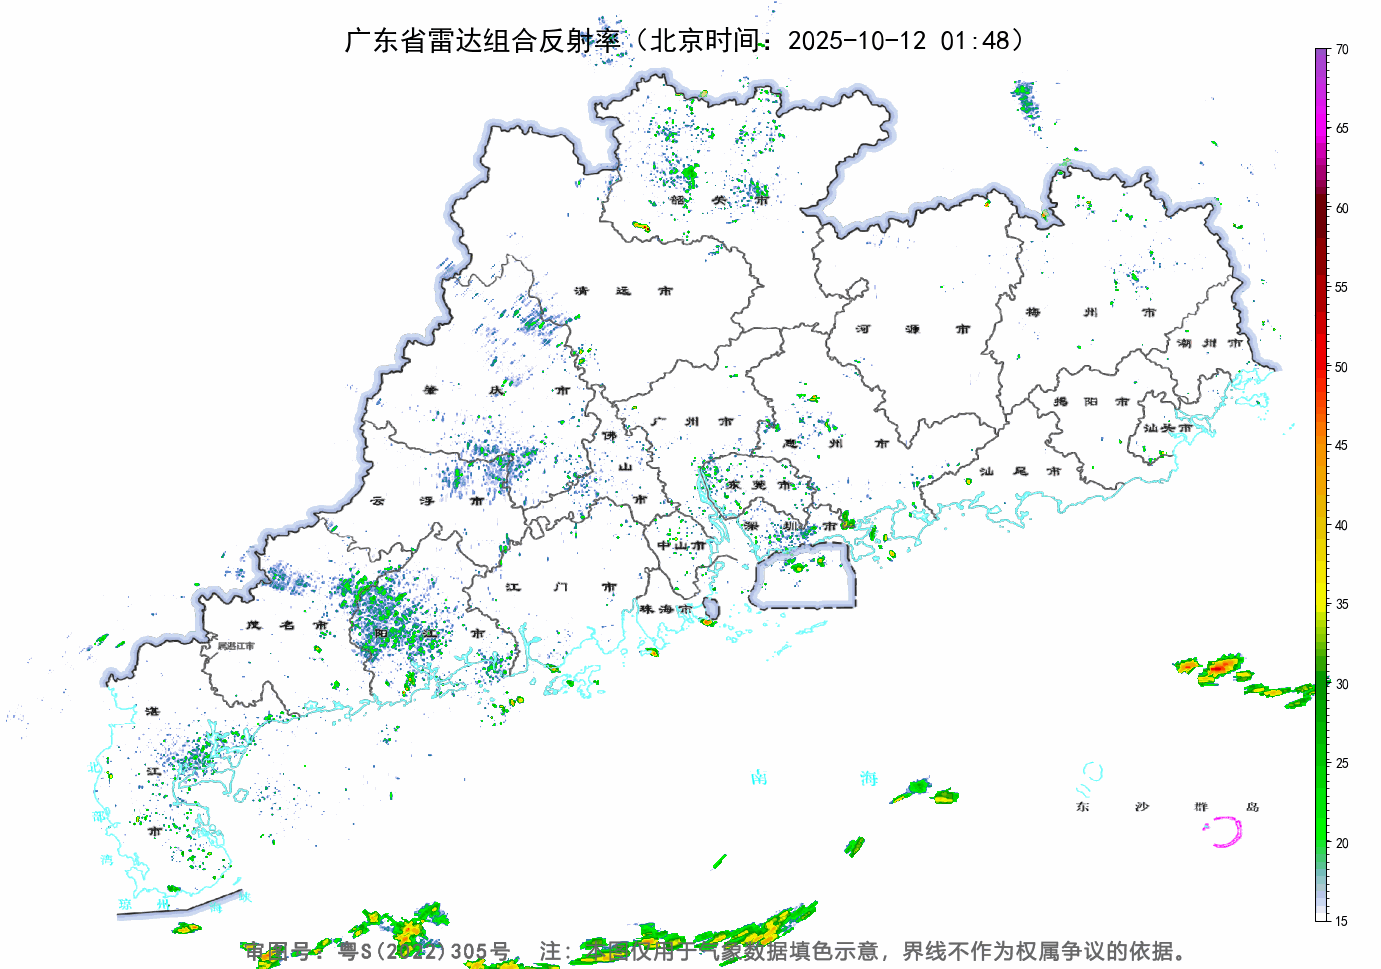 广东省雷达组合反射率（北京时间：2025-10-12 01:48）
70
65
60
55
50
45
40
35
30
25
20
15
韶关市
清远市
河源市
梅州市
潮州市
肇庆市
广州市
佛山市
惠州市
揭阳市
汕头市
汕尾市
云浮市
东莞市
深圳市
中山市
江门市
珠海市
茂名市
属湛江市
阳江市
湛江市
北部湾
南海
东沙群岛
琼州海峡
审图号：粤S(2022)305号。注：本图仅用于气象数据填色示意，界线不作为权属争议的依据。